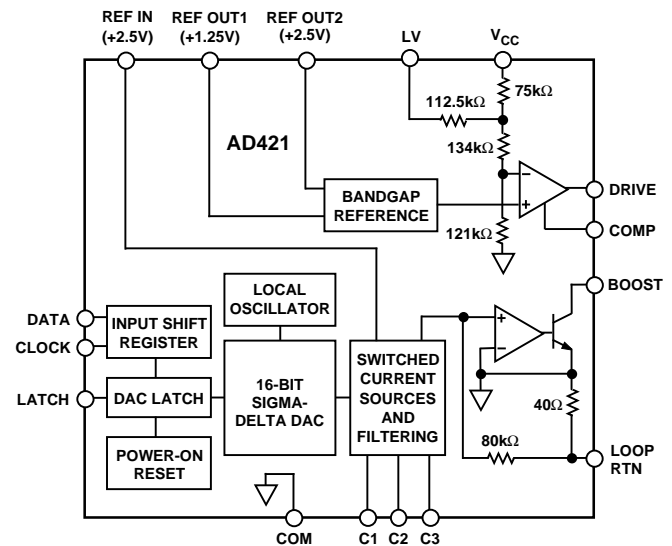 REF IN
(+2.5V)
REF OUT1
(+1.25V)
REF OUT2
(+2.5V)
LV
VCC
75kΩ
112.5kΩ
AD421
134kΩ
BANDGAP
REFERENCE
−
+
121kΩ
DRIVE
COMP
BOOST
LOCAL
OSCILLATOR
DATA
CLOCK
LATCH
INPUT SHIFT
REGISTER
DAC LATCH
POWER-ON
RESET
16-BIT
SIGMA-
DELTA DAC
SWITCHED
CURRENT
SOURCES
AND
FILTERING
+
−
40Ω
80kΩ
LOOP
RTN
COM
C1
C2
C3